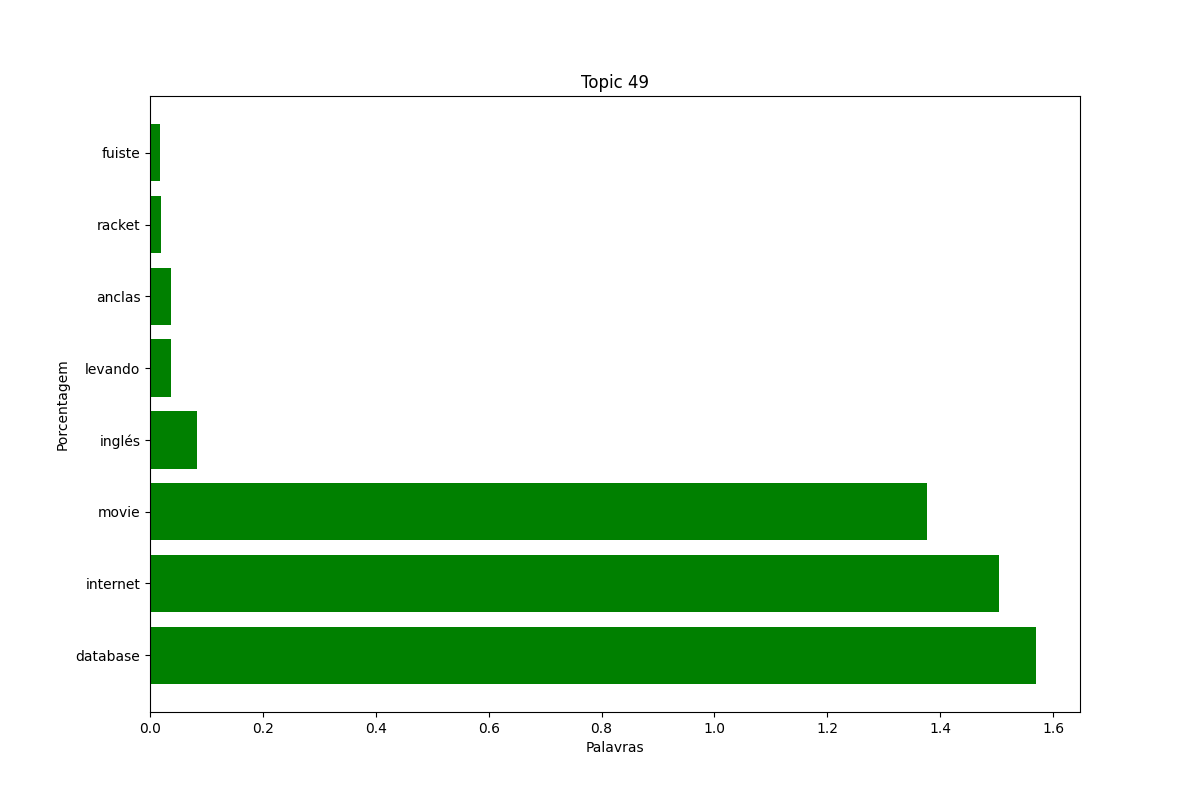 Topic 49
fuiste
racket
anclas
levando
inglés
movie
internet
database
Porcentagem
0.0 0.2 0.4 0.6 0.8 1.0 1.2 1.4 1.6
Palavras